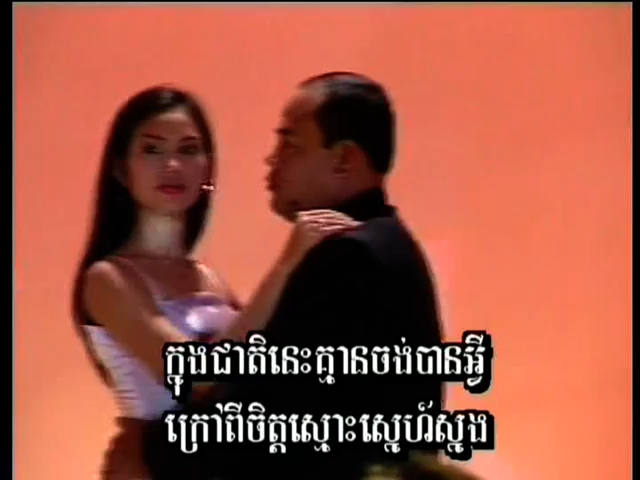 ក្នុងជាតិនេះគ្មានចង់បានអ្វី
ក្រៅពីចិត្តស្មោះស្នេហ៍ស្នង